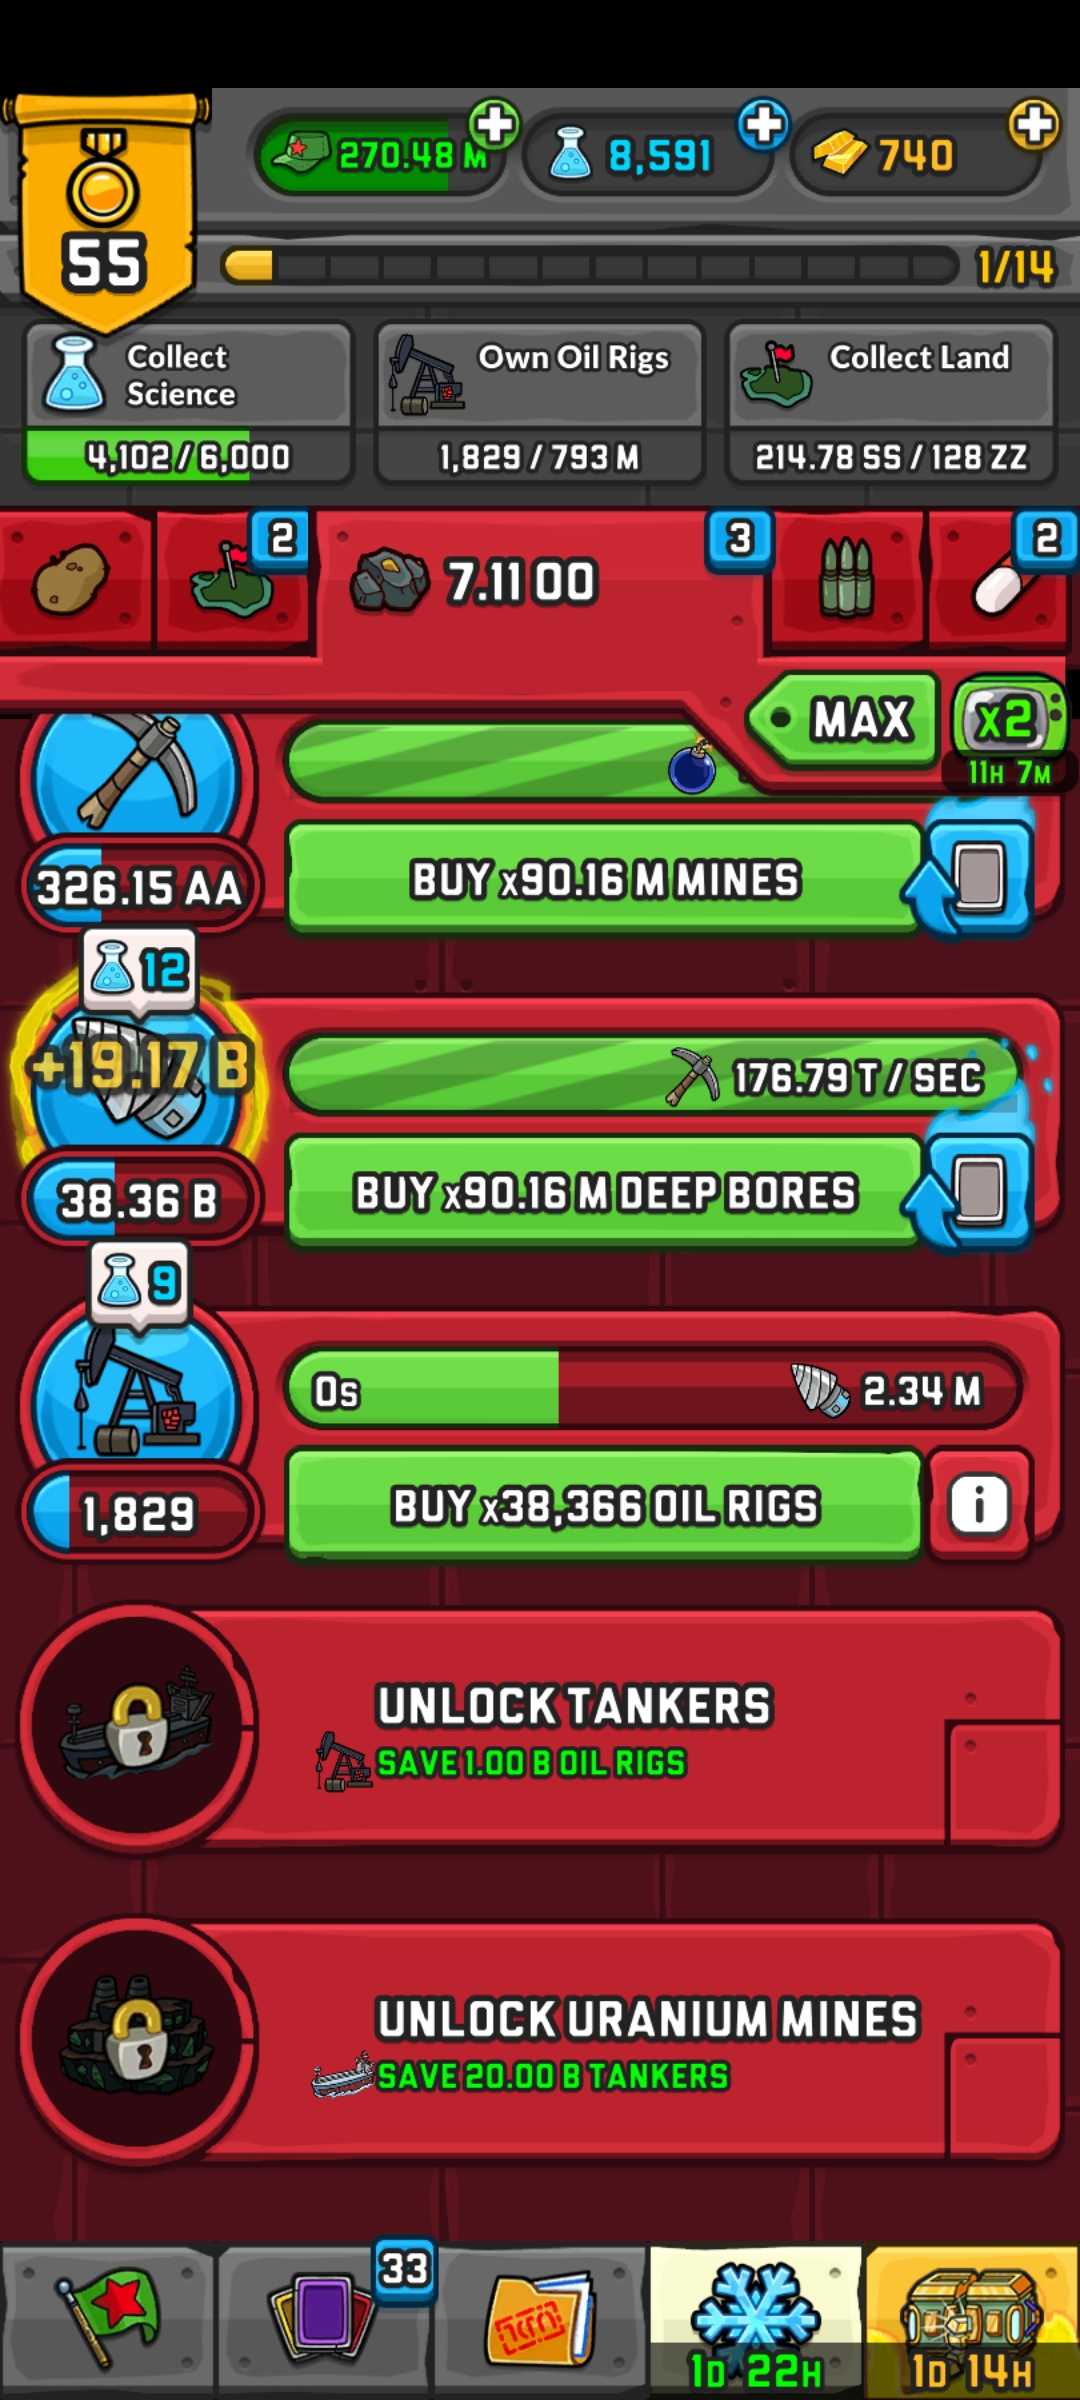 55
270.48 M
8,591
740
1/14
Collect
Science
4,102 / 6,000
Own Oil Rigs
1,829 / 793 M
Collect Land
214.78 SS / 128 ZZ
2
7.11 OO
3
2
MAX
x2
11H 7M
326.15 AA
BUY x90.16 M MINES
12
+19.17 B
176.79 T / SEC
38.36 B
BUY x90.16 M DEEP BORES
9
0s
2.34 M
1,829
BUY x38,366 OIL RIGS
i
UNLOCK TANKERS
SAVE 1.00 B OIL RIGS
UNLOCK URANIUM MINES
SAVE 20.00 B TANKERS
33
1D 22H
1D 14H